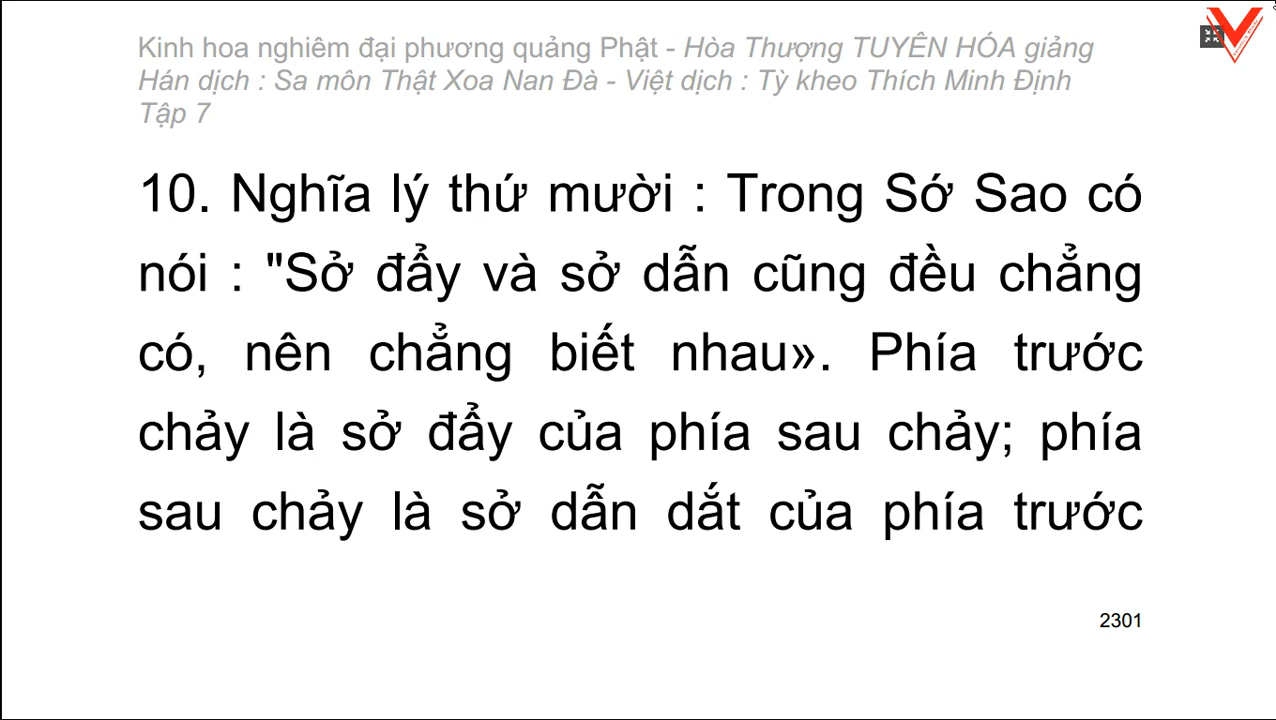 Kinh hoa nghiêm đại phương quảng Phật - Hòa Thượng TUYÊN HÓA giảng
Hán dịch : Sa môn Thật Xoa Nan Đà - Việt dịch : Tỳ kheo Thích Minh Định
Tập 7
10. Nghĩa lý thứ mười : Trong Sớ Sao có
nói : "Sở đẩy và sở dẫn cũng đều chẳng
có, nên chẳng biết nhau». Phía trước
chảy là sở đẩy của phía sau chảy; phía
sau chảy là sở dẫn dắt của phía trước
2301